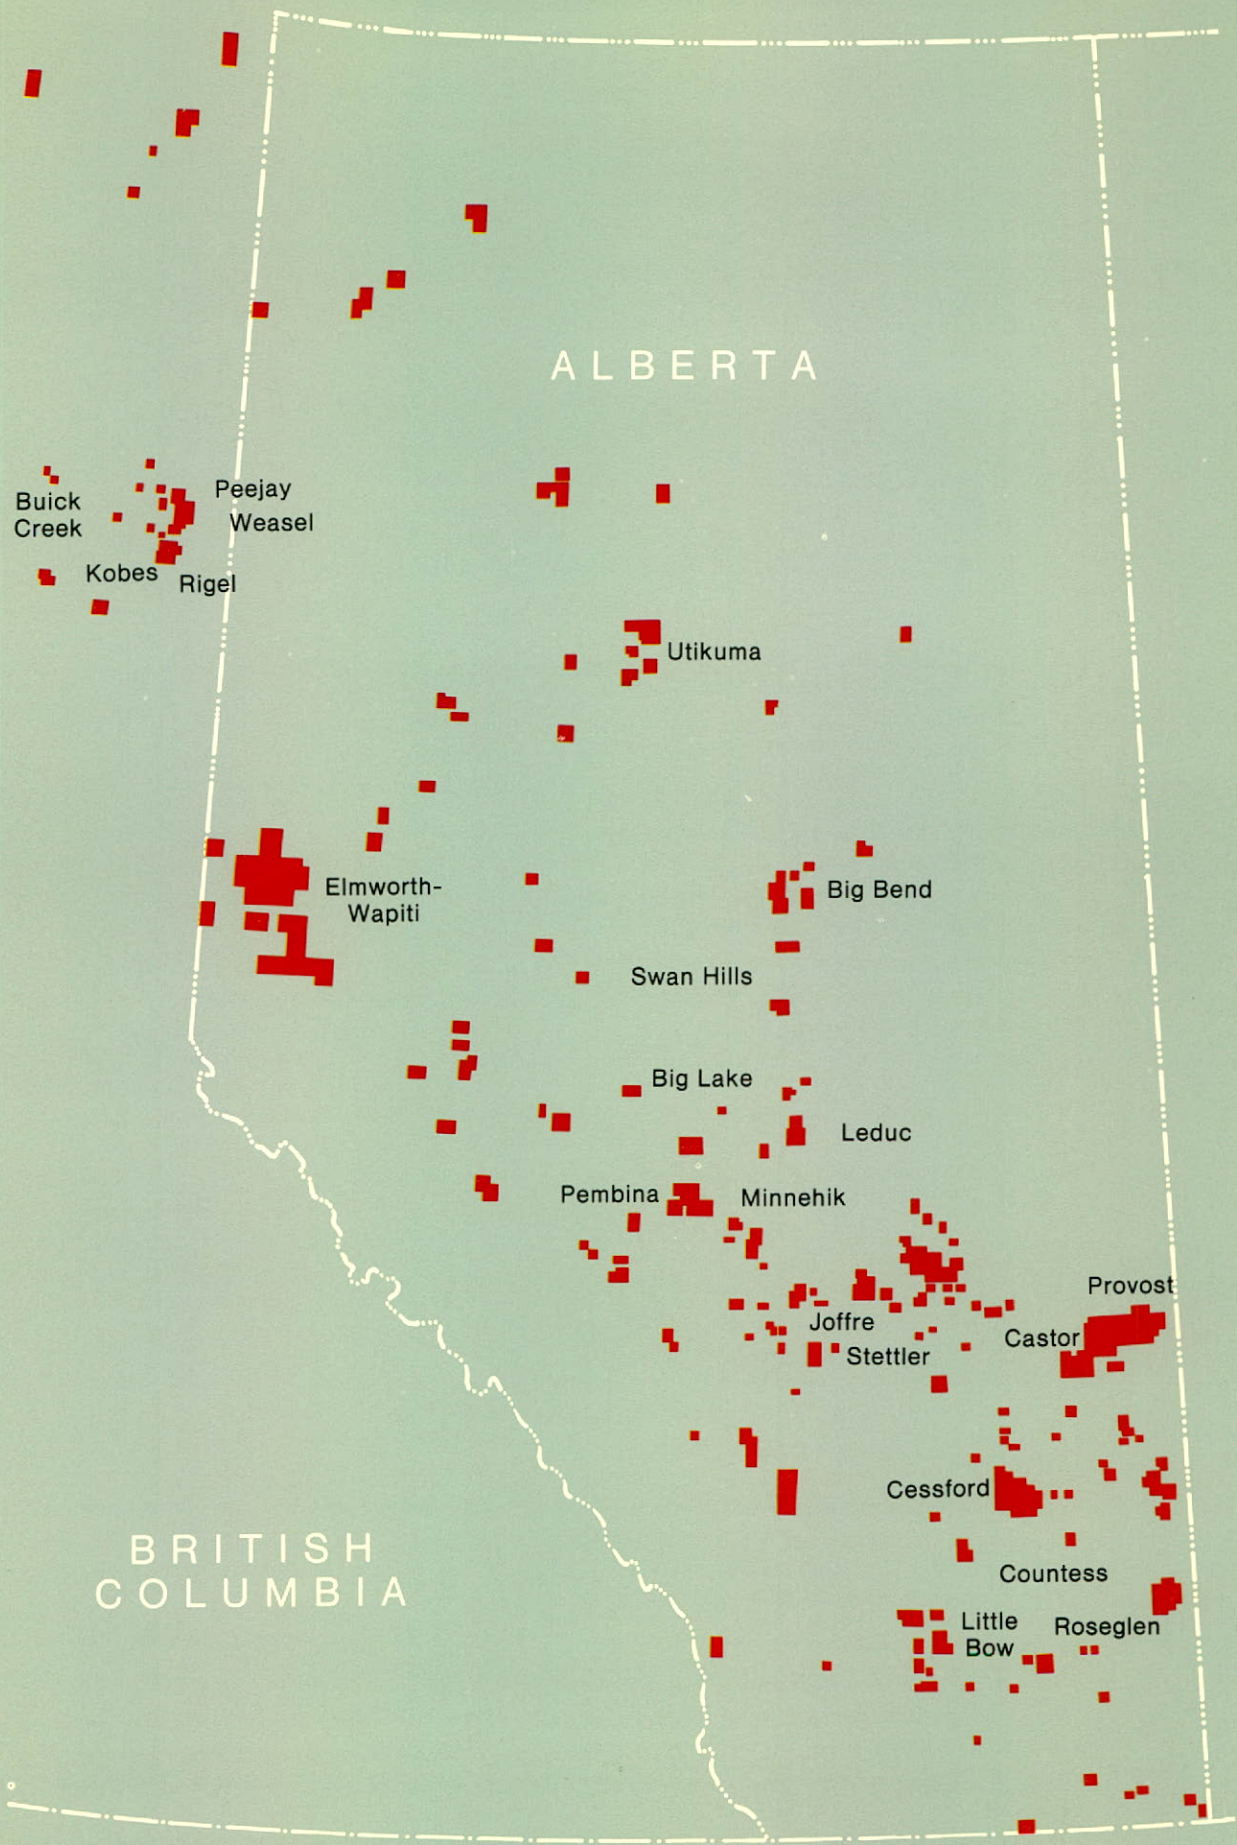 ALBERTA
Peejay
Buick
Creek
Weasel
Kobes
Rigel
Utikuma
Elmworth-
Wapiti
Big Bend
Swan Hills
Big Lake
Leduc
Pembina
Minnehik
Provost
Joffre
Castor
Stettler
Cessford
BRITISH
COLUMBIA
Countess
Little
Bow
Roseglen